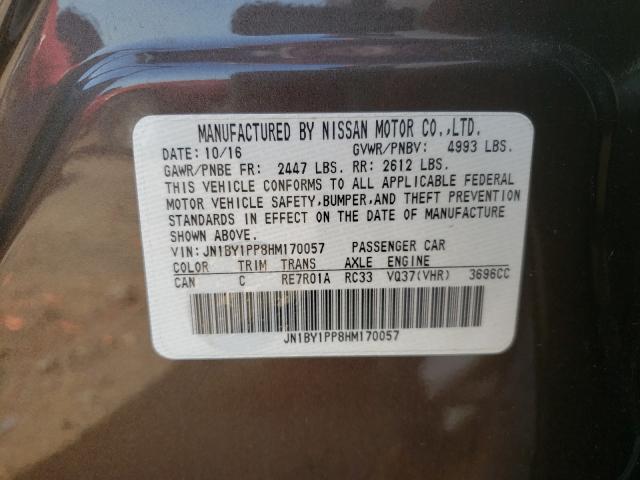 MANUFACTURED BY NISSAN MOTOR CO.,LTD.
DATE: 10/16 GVWR/PNBV: 4993 LBS.
GAWR/PNBE FR: 2447 LBS. RR: 2612 LBS.
THIS VEHICLE CONFORMS TO ALL APPLICABLE FEDERAL
MOTOR VEHICLE SAFETY,BUMPER,AND THEFT PREVENTION
STANDARDS IN EFFECT ON THE DATE OF MANUFACTURE
SHOWN ABOVE.
VIN: JN1BY1PP8HM170057 PASSENGER CAR
COLOR TRIM TRANS AXLE ENGINE
CAN C RE7R01A RC33 VQ37(VHR) 3696CC
JN1BY1PP8HM170057